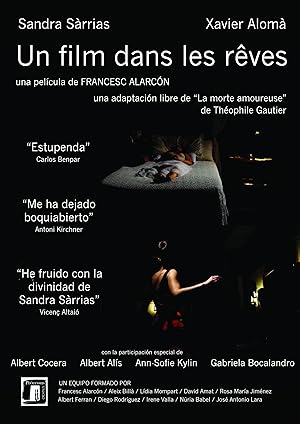 Sandra Sàrrias Xavier Alomà
Un film dans les rêves
una película de FRANCESC ALARCÓN
una adaptación libre de “La morte amoureuse”
de Théophile Gautier
“Estupenda”
Carlos Benpar
“Me ha dejado
boquiabierto”
Antoni Kirchner
“He fruido con la
divinidad de
Sandra Sàrrias”
Vicenç Altaió
con la participación especial de
Albert Cocera Albert Alís Ann-Sofie Kylin Gabriela Bocalandro
UN EQUIPO FORMADO POR
Francesc Alarcón / Aleix Billà / Lídia Mompart / David Amat / Rosa María Jiménez
Albert Ferran / Diego Rodríguez / Irene Valla / Núria Babel / José Antonio Lara